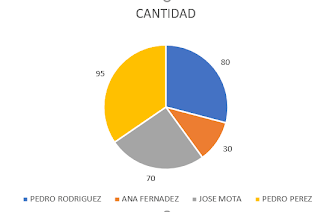 CANTIDAD
80
95
30
70
PEDRO RODRIGUEZ ANA FERNADEZ JOSE MOTA PEDRO PEREZ